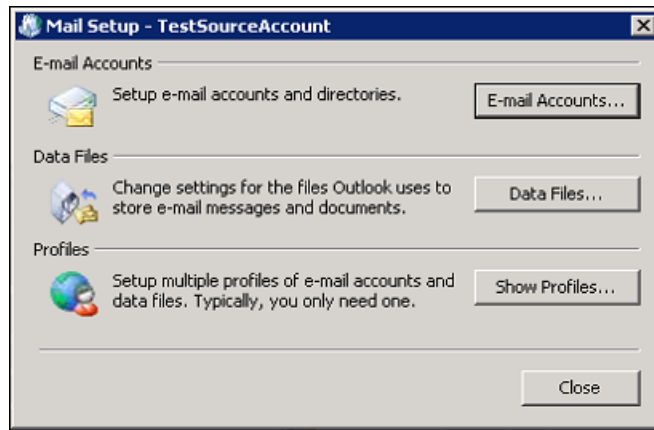 Mail Setup - TestSourceAccount
E-mail Accounts
Setup e-mail accounts and directories.
E-mail Accounts...
Data Files
Change settings for the files Outlook uses to
store e-mail messages and documents.
Data Files...
Profiles
Setup multiple profiles of e-mail accounts and
data files. Typically, you only need one.
Show Profiles...
Close